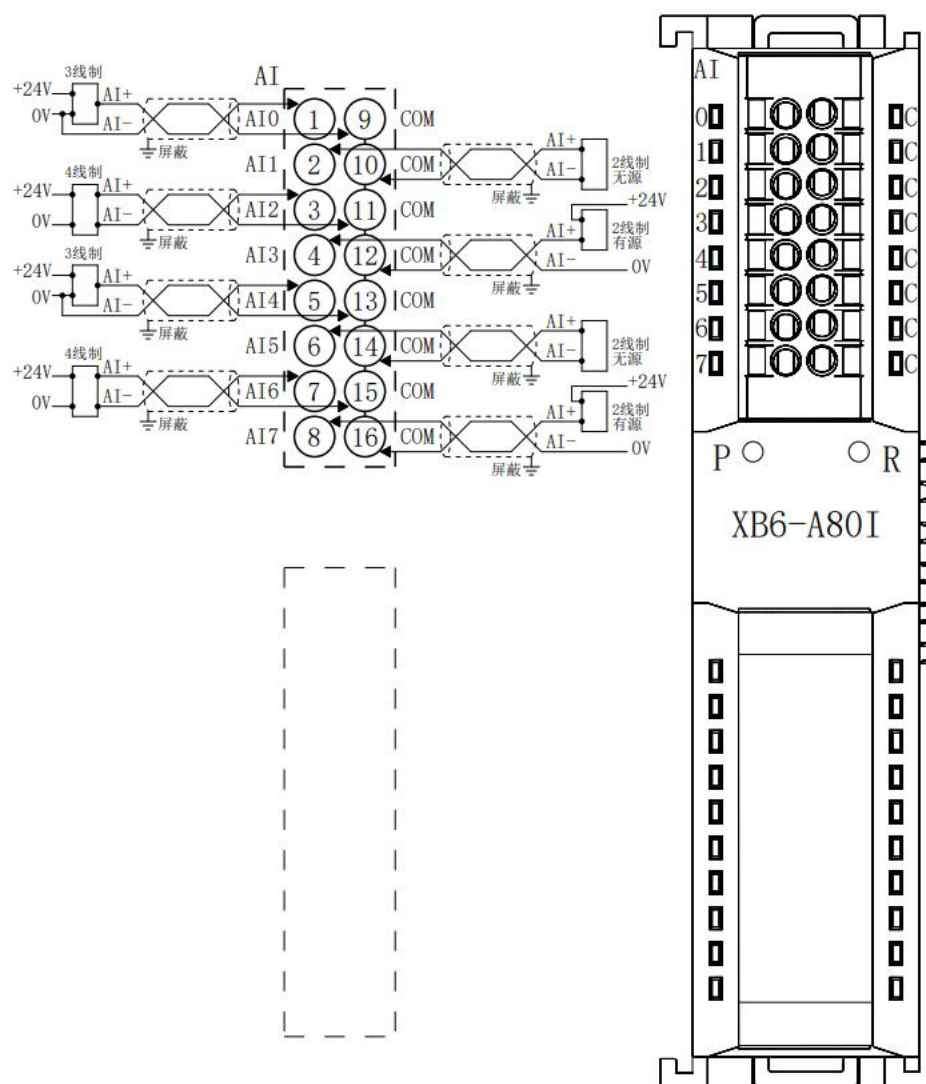 AI
3线制
+24V
0V
AI+
AI-
屏蔽
AI0
1
9
COM
AI1
2
10
COM
AI+
AI-
屏蔽
2线制
无源
4线制
+24V
0V
AI+
AI-
屏蔽
AI2
3
11
COM
AI3
4
12
COM
AI+
AI-
屏蔽
+24V
2线制
有源
0V
3线制
+24V
0V
AI+
AI-
屏蔽
AI4
5
13
COM
AI5
6
14
COM
AI+
AI-
屏蔽
2线制
无源
4线制
+24V
0V
AI+
AI-
屏蔽
AI6
7
15
COM
AI7
8
16
COM
AI+
AI-
屏蔽
+24V
2线制
有源
0V
AI
0 C
1 C
2 C
3 C
4 C
5 C
6 C
7 C
P R
XB6-A80I